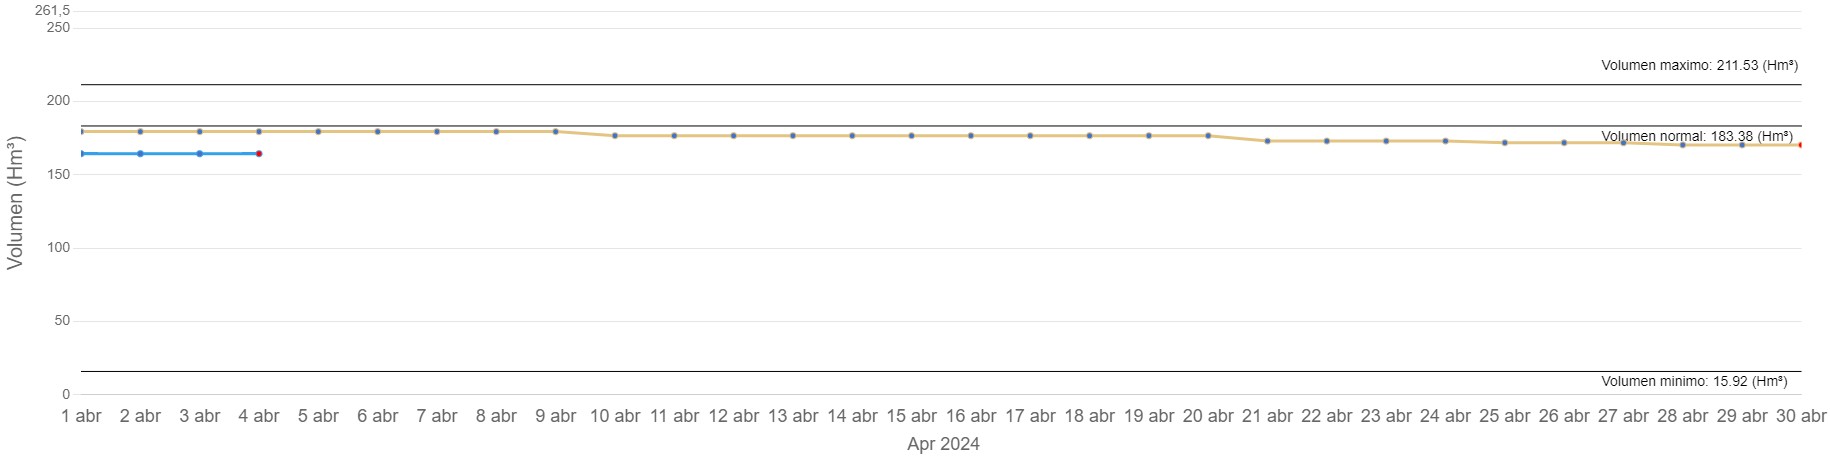 261,5
250
Volumen maximo: 211.53 (Hm³)
200
Volumen normal: 183.38 (Hm³)
150
100
50
Volumen minimo: 15.92 (Hm³)
0
Volumen (Hm³)
1 abr 2 abr 3 abr 4 abr 5 abr 6 abr 7 abr 8 abr 9 abr 10 abr 11 abr 12 abr 13 abr 14 abr 15 abr 16 abr 17 abr 18 abr 19 abr 20 abr 21 abr 22 abr 23 abr 24 abr 25 abr 26 abr 27 abr 28 abr 29 abr 30 abr
Apr 2024